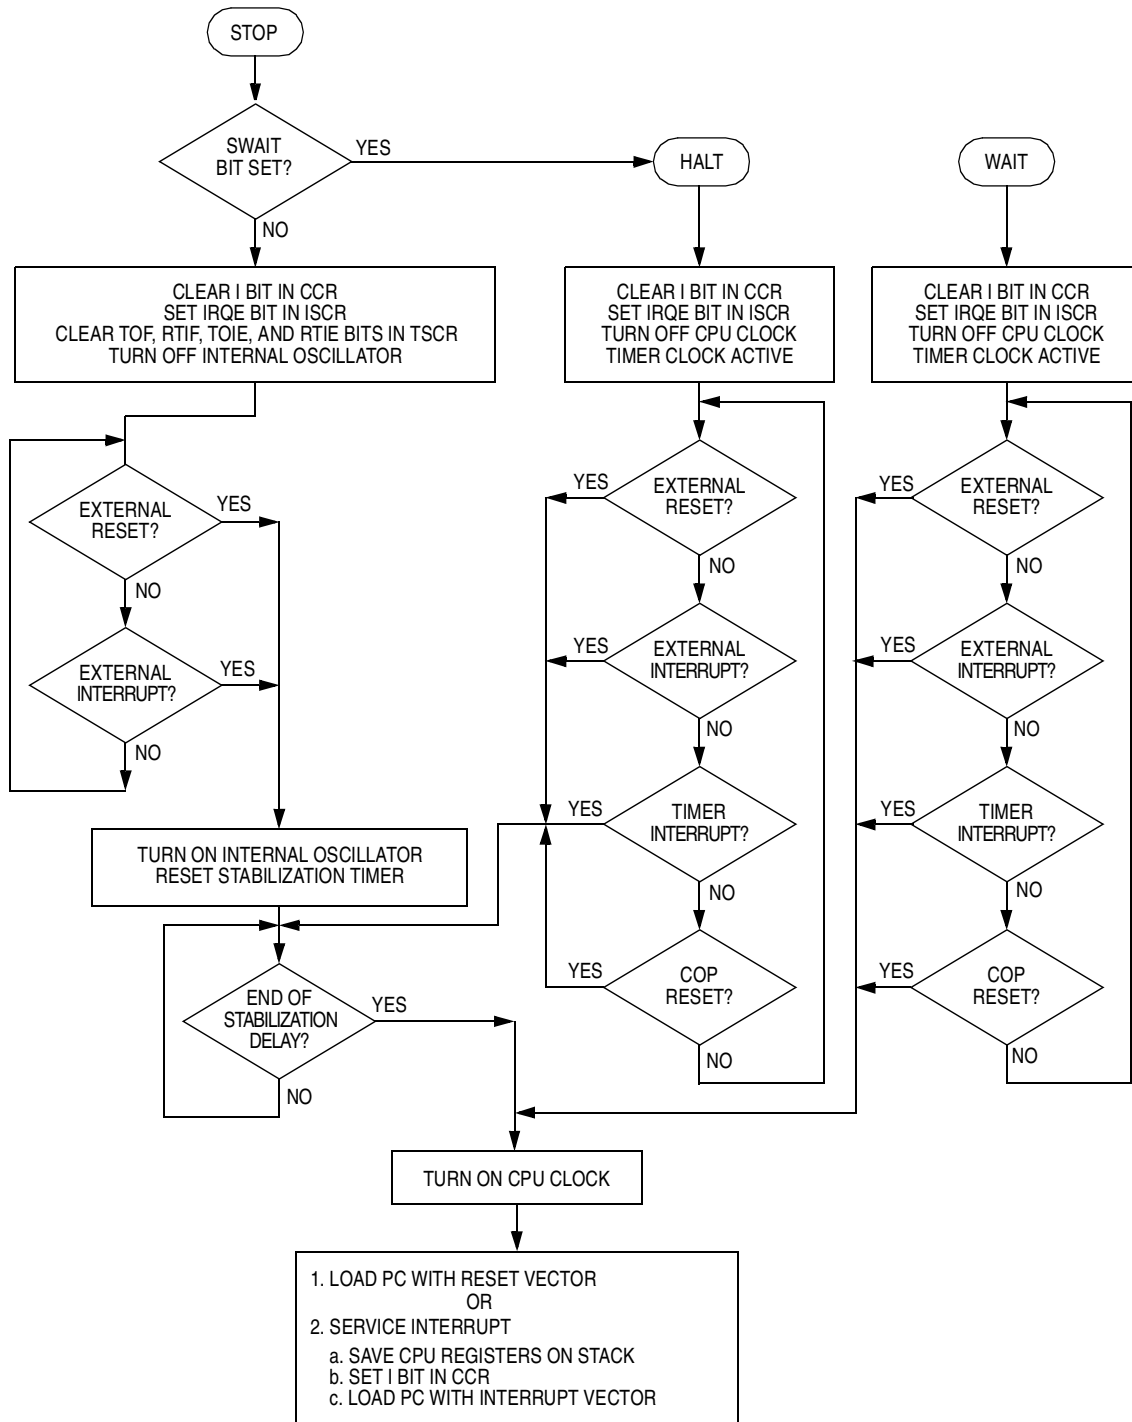 STOP
SWAIT
BIT SET?
YES
NO
HALT
WAIT
CLEAR I BIT IN CCR
SET IRQE BIT IN ISCR
CLEAR TOF, RTIF, TOIE, AND RTIE BITS IN TSCR
TURN OFF INTERNAL OSCILLATOR
CLEAR I BIT IN CCR
SET IRQE BIT IN ISCR
TURN OFF CPU CLOCK
TIMER CLOCK ACTIVE
CLEAR I BIT IN CCR
SET IRQE BIT IN ISCR
TURN OFF CPU CLOCK
TIMER CLOCK ACTIVE
EXTERNAL
RESET?
YES
NO
EXTERNAL
INTERRUPT?
YES
NO
TURN ON INTERNAL OSCILLATOR
RESET STABILIZATION TIMER
END OF
STABILIZATION
DELAY?
YES
NO
YES
EXTERNAL
RESET?
NO
YES
EXTERNAL
INTERRUPT?
NO
YES
TIMER
INTERRUPT?
NO
YES
COP
RESET?
NO
YES
EXTERNAL
RESET?
NO
YES
EXTERNAL
INTERRUPT?
NO
YES
TIMER
INTERRUPT?
NO
YES
COP
RESET?
NO
TURN ON CPU CLOCK
1. LOAD PC WITH RESET VECTOR
OR
2. SERVICE INTERRUPT
a. SAVE CPU REGISTERS ON STACK
b. SET I BIT IN CCR
c. LOAD PC WITH INTERRUPT VECTOR